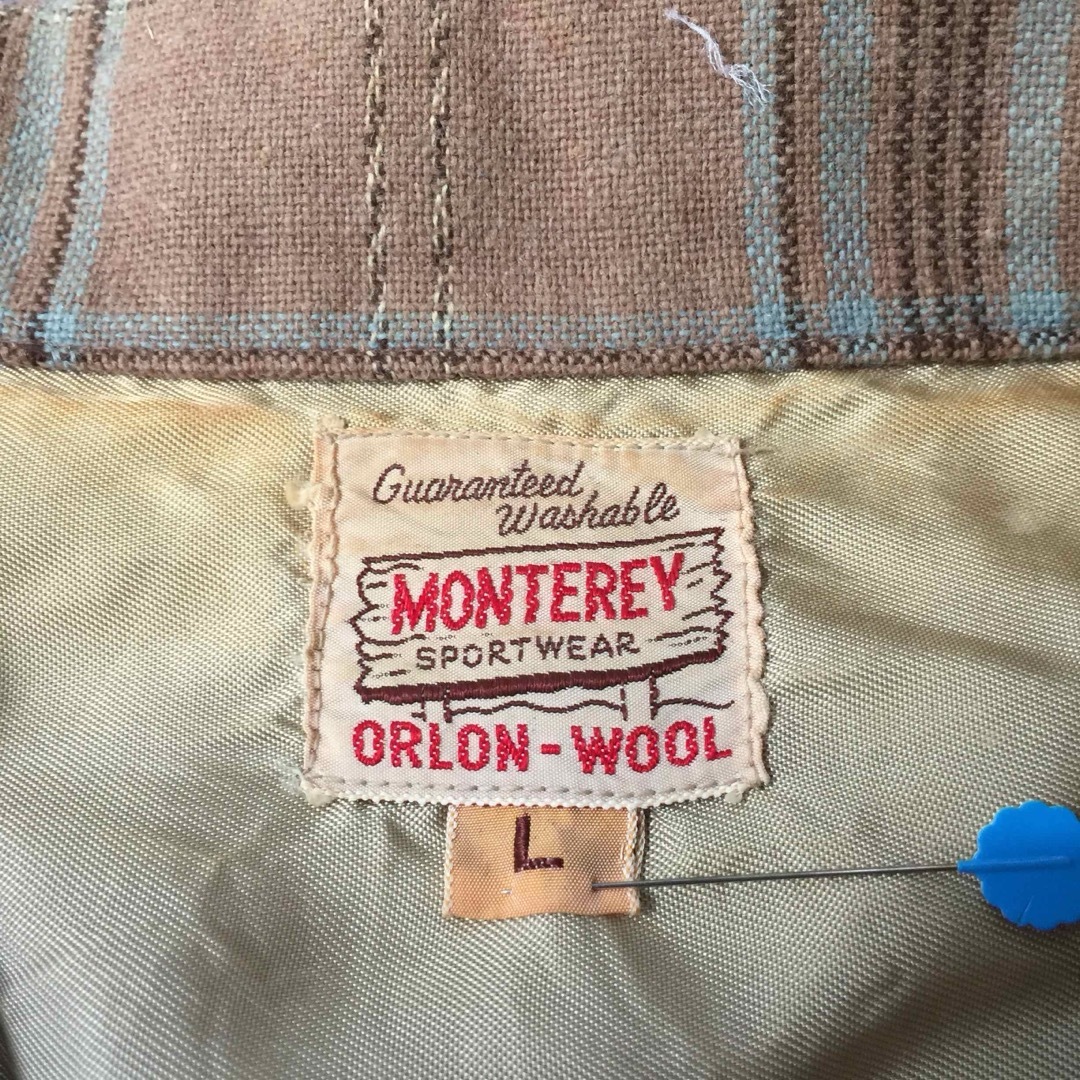 Guaranteed
Washable
MONTEREY
SPORTWEAR
ORLON-WOOL
L